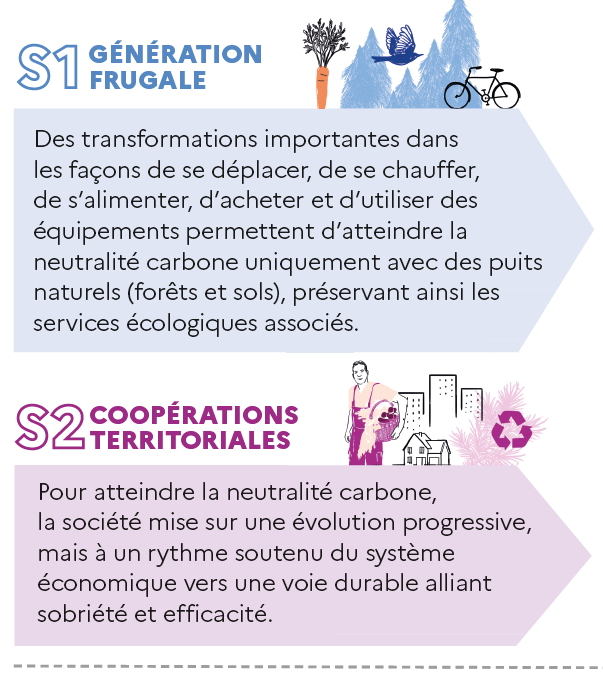 S1 GÉNÉRATION
FRUGALE
Des transformations importantes dans
les façons de se déplacer, de se chauffer,
de s’alimenter, d’acheter et d’utiliser des
équipements permettent d’atteindre la
neutralité carbone uniquement avec des puits
naturels (forêts et sols), préservant ainsi les
services écologiques associés.
S2 COOPÉRATIONS
TERRITORIALES
Pour atteindre la neutralité carbone,
la société mise sur une évolution progressive,
mais à un rythme soutenu du système
économique vers une voie durable alliant
sobriété et efficacité.